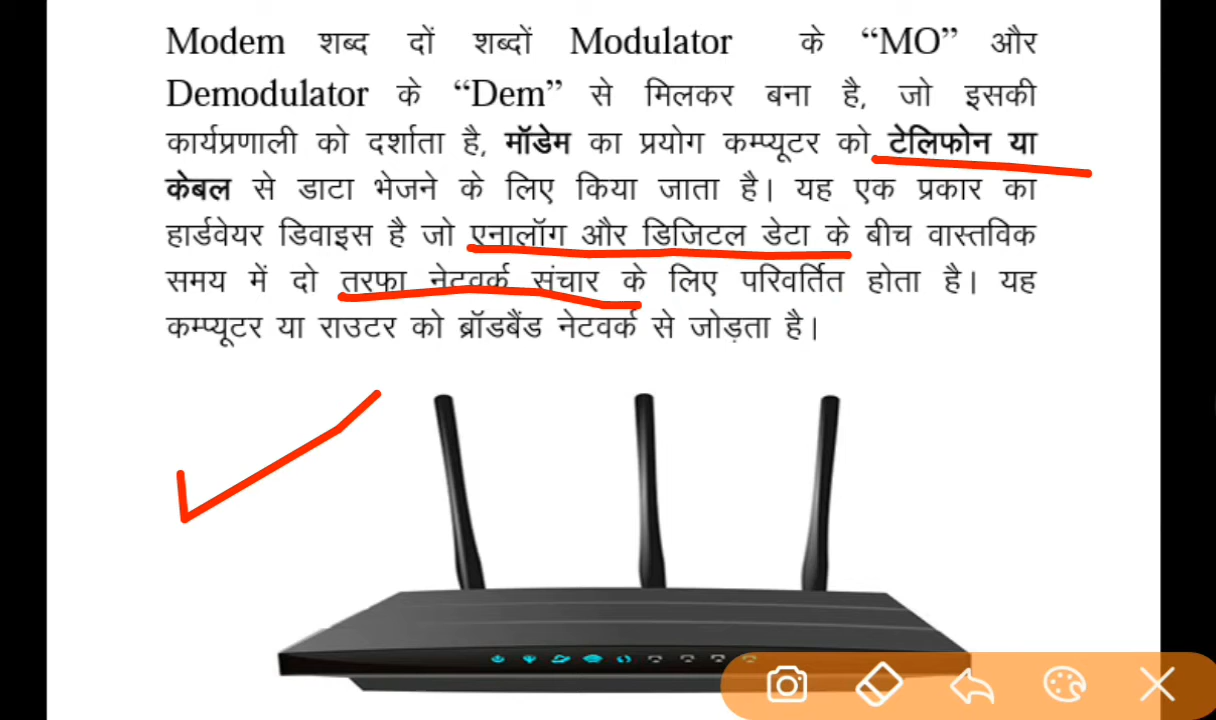 Modem शब्द दों शब्दों Modulator के “MO” और
Demodulator के “Dem” से मिलकर बना है, जो इसकी
कार्यप्रणाली को दर्शाता है, मॉडेम का प्रयोग कम्प्यूटर को टेलिफोन या
केबल से डाटा भेजने के लिए किया जाता है। यह एक प्रकार का
हार्डवेयर डिवाइस है जो एनालॉग और डिजिटल डेटा के बीच वास्तविक
समय में दो तरफा नेटवर्क संचार के लिए परिवर्तित होता है। यह
कम्प्यूटर या राउटर को ब्रॉडबैंड नेटवर्क से जोड़ता है।